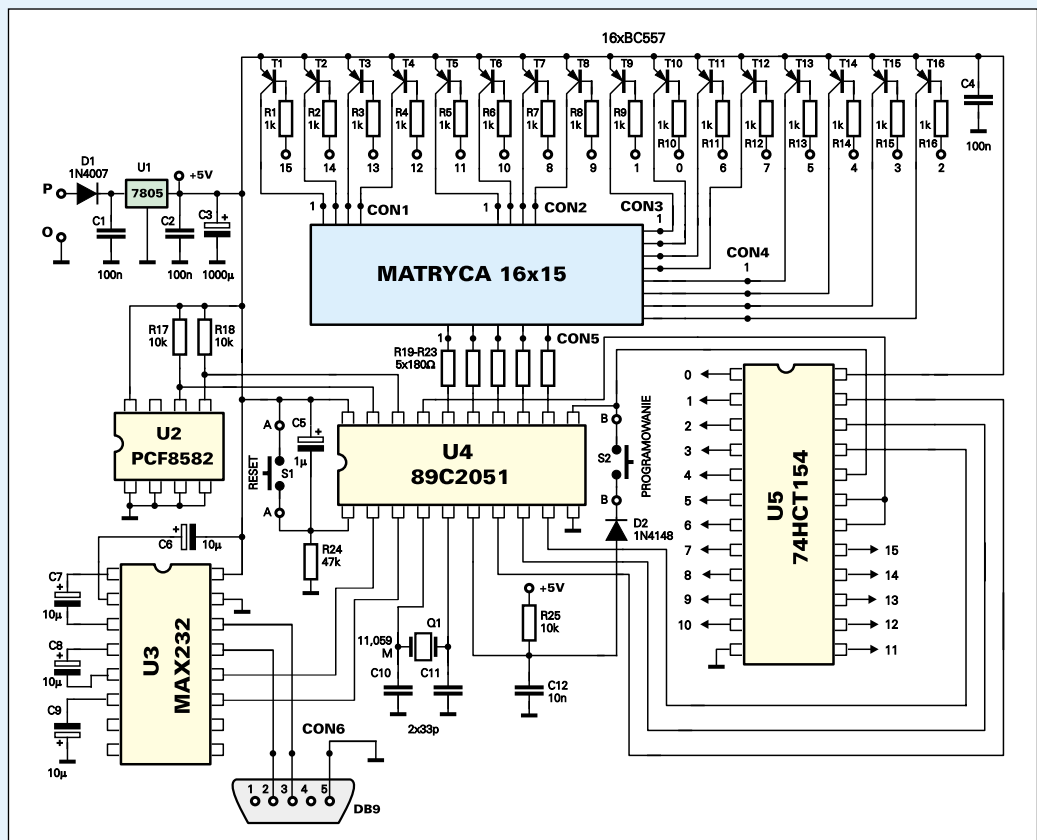 16xBC557
T1 T2 T3 T4 T5 T6 T7 T8 T9 T10 T11 T12 T13 T14 T15 T16
C4
100n
R1 1k
R2 1k
R3 1k
R4 1k
R5 1k
R6 1k
R7 1k
R8 1k
R9 1k
1k R10
1k R11
1k R12
1k R13
1k R14
1k R15
1k R16
15 14 13 12 11 10 8 9 1 0 6 7 5 4 3 2
D1
1N4007
U1
7805
+5V
P
O
C1
100n
C2
100n
C3
+
1000µ
1 CON1
1 CON2
CON3
1
CON4
1
MATRYCA 16x15
1
CON5
R19-R23
5x180Ω
R17
10k
R18
10k
U2
PCF8582
A
RESET
S1
A
C5
+
1µ
R24
47k
U4
89C2051
B
S2
PROGRAMOWANIE
B
D2
1N4148
0
1
2
3
4
5
6
7
8
9
10
U5
74HCT154
15
14
13
12
11
+
C6
10µ
C7
+
10µ
C8
+
10µ
C9
+
10µ
U3
MAX232
11,059
M
Q1
C10
C11
2x33p
+5V
R25
10k
C12
10n
CON6
1 2 3 4 5
DB9